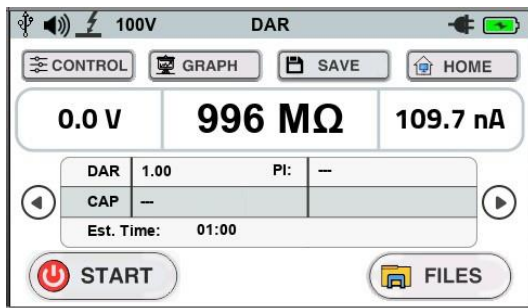 100V DAR
CONTROL GRAPH SAVE HOME
0.0 V 996 MΩ 109.7 nA
DAR 1.00 PI: ---
CAP ---
Est. Time: 01:00
START FILES